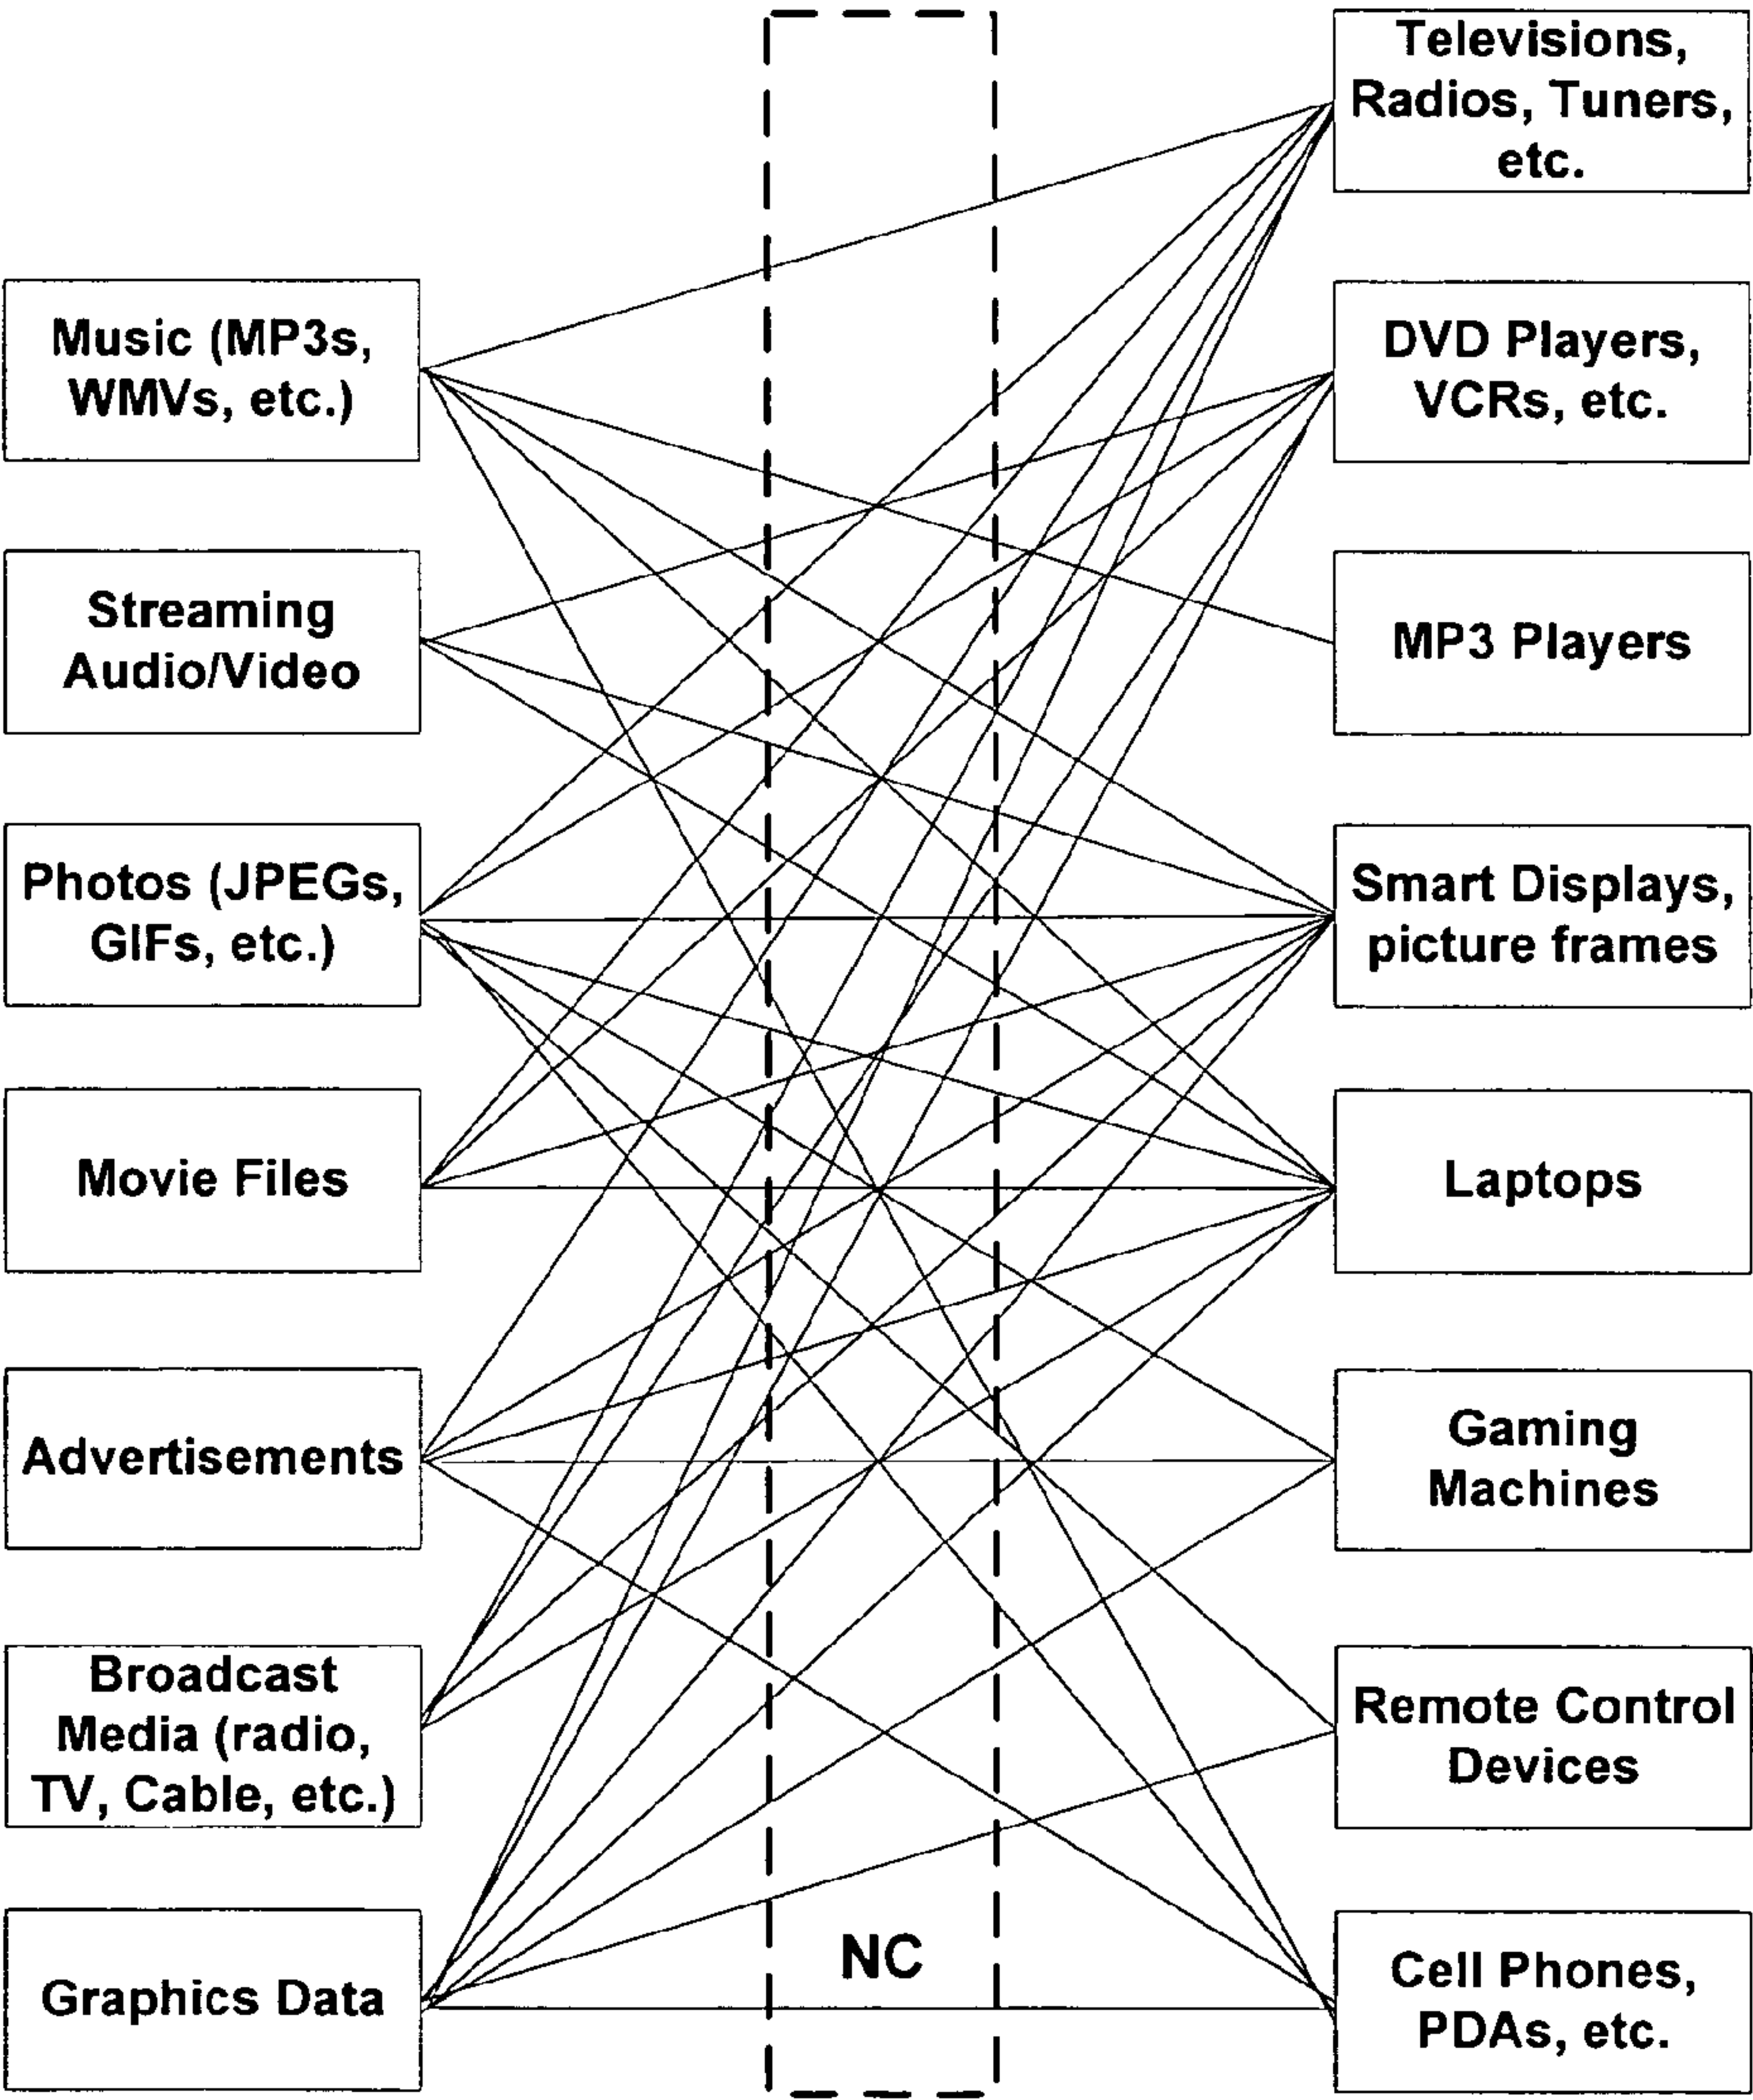 Music (MP3s,
WMVs, etc.)
Streaming
Audio/Video
Photos (JPEGs,
GIFs, etc.)
Movie Files
Advertisements
Broadcast
Media (radio,
TV, Cable, etc.)
Graphics Data
NC
Televisions,
Radios, Tuners,
etc.
DVD Players,
VCRs, etc.
MP3 Players
Smart Displays,
picture frames
Laptops
Gaming
Machines
Remote Control
Devices
Cell Phones,
PDAs, etc.